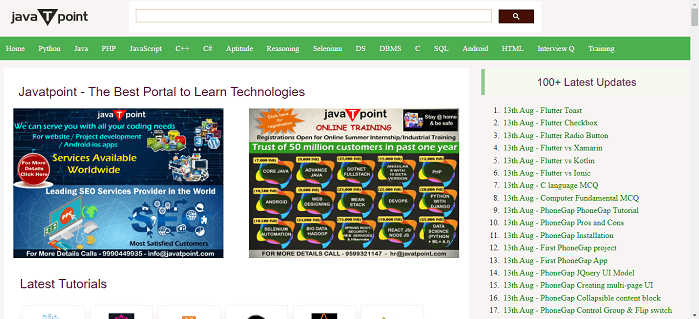 javaTpoint
Home Python Java PHP JavaScript C++ C# Aptitude Reasoning Selenium DS DBMS C SQL Android HTML Interview Q Training
Javatpoint - The Best Portal to Learn Technologies
javaTpoint
We can serve you with all your coding needs
For website / Project development
/ Android-ios apps
For More
Details
Click Here
Services Available
Worldwide
Leading SEO Services Provider in the World
Most Satisfied Customers
For More Details Call - 9990449935 - info@javatpoint.com
Click here
registration
javaTpoint
ONLINE TRAINING
Stay @ home
& be safe
Registrations Open for Online Summer Internship/Industrial Training
Trust of 50 million customers in past one year
CORE JAVA
ADVANCE
JAVA
DOTNET
FULLSTACK
ANGULAR
PHP
ANDROID
WEB
DESIGNING
MEAN
STACK
DEVOPS
PYTHON
WITH
DJANGO
SELENIUM
AUTOMATION
BIG DATA
HADOOP
SPRING BOOT
REACT JS/
NODE JS
DATA
SCIENCE
FOR MORE DETAILS CALL - 9599321147 - hr@javatpoint.com
Latest Tutorials
100+ Latest Updates
1. 13th Aug - Flutter Toast
2. 13th Aug - Flutter Checkbox
3. 13th Aug - Flutter Radio Button
4. 13th Aug - Flutter vs Xamarin
5. 13th Aug - Flutter vs Kotlin
6. 13th Aug - Flutter vs Ionic
7. 13th Aug - C language MCQ
8. 13th Aug - Computer Fundamental MCQ
9. 13th Aug - PhoneGap PhoneGap Tutorial
10. 13th Aug - PhoneGap Pros and Cons
11. 13th Aug - PhoneGap Installation
12. 13th Aug - First PhoneGap project
13. 13th Aug - First PhoneGap App
14. 13th Aug - PhoneGap JQuery UI Model
15. 13th Aug - PhoneGap Creating multi-page UI
16. 13th Aug - PhoneGap Collapsible content block
17. 13th Aug - PhoneGap Control Group & Flip switch